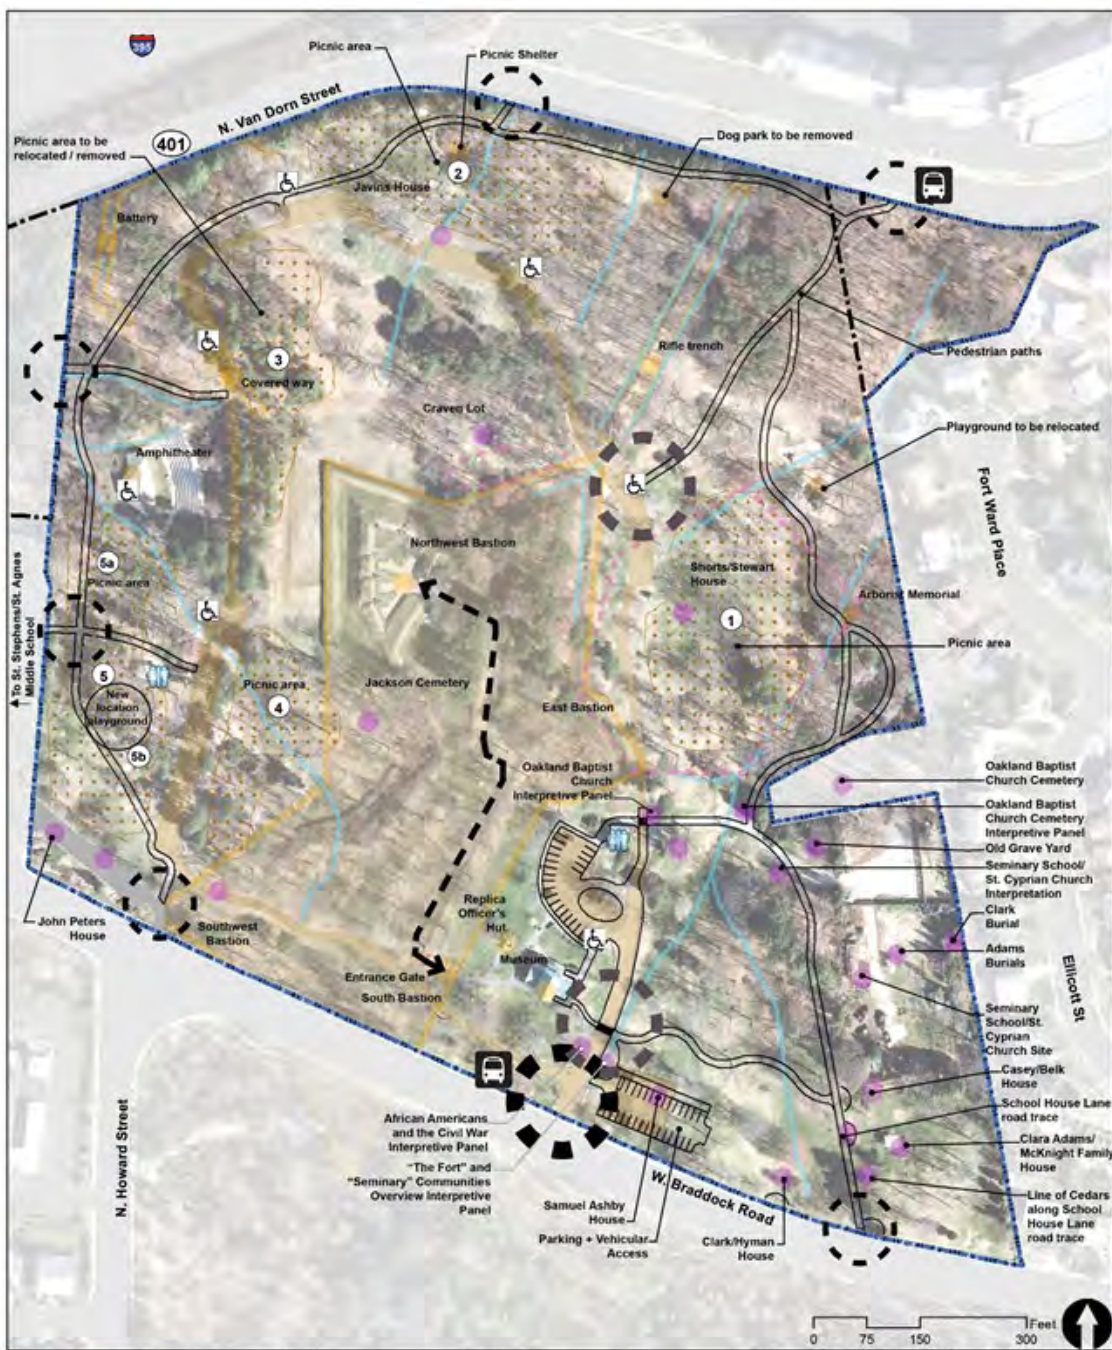 395
Picnic area
Picnic Shelter
N. Van Dorn Street
401
Picnic area to be
relocated / removed
Dog park to be removed
2
Javins House
Battery
Rifle trench
Pedestrian paths
3
Covered way
Craven Lot
Playground to be relocated
Amphitheater
Fort Ward Place
Northwest Bastion
5a
Picnic area
Shorts/Stewart
House
Arborist Memorial
1
Picnic area
To St. Stephens/St. Agnes
Middle School
5
New
location
playground
5b
Picnic area
4
Jackson Cemetery
East Bastion
Oakland Baptist
Church
Interpretive Panel
Oakland Baptist
Church Cemetery
Oakland Baptist
Church Cemetery
Interpretive Panel
Old Grave Yard
Seminary School/
St. Cyprian Church
Interpretation
Clark
Burial
Adams
Burials
Ellicott St
Seminary
School/St.
Cyprian
Church Site
Casey/Belk
House
School House Lane
road trace
Clara Adams/
McKnight Family
House
Line of Cedars
along School
House Lane
road trace
John Peters
House
Southwest
Bastion
Replica
Officer's
Hut
Museum
Entrance Gate
South Bastion
N. Howard Street
African Americans
and the Civil War
Interpretive Panel
"The Fort" and
"Seminary" Communities
Overview Interpretive
Panel
Samuel Ashby
House
Parking + Vehicular
Access
W. Braddock Road
Clark/Hyman
House
Feet
0 75 150 300